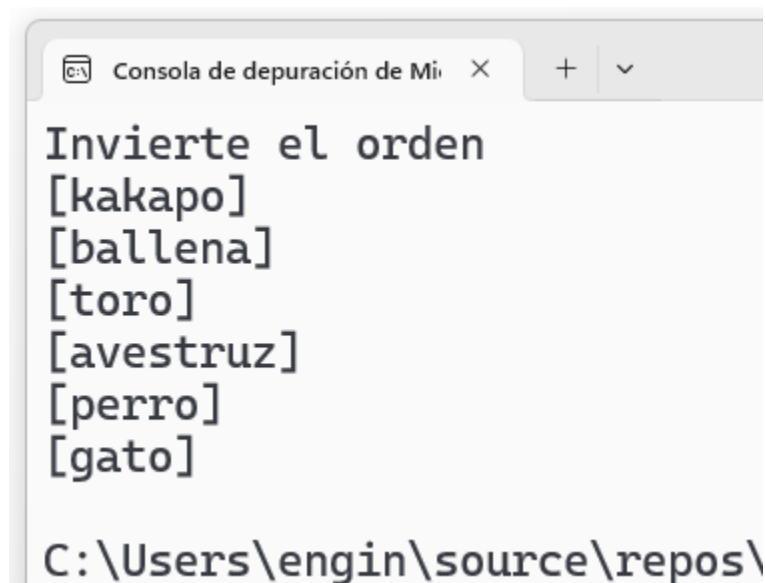 Consola de depuración de Mi
Invierte el orden
[kakapo]
[ballena]
[toro]
[avestruz]
[perro]
[gato]
C:\Users\engin\source\repos\